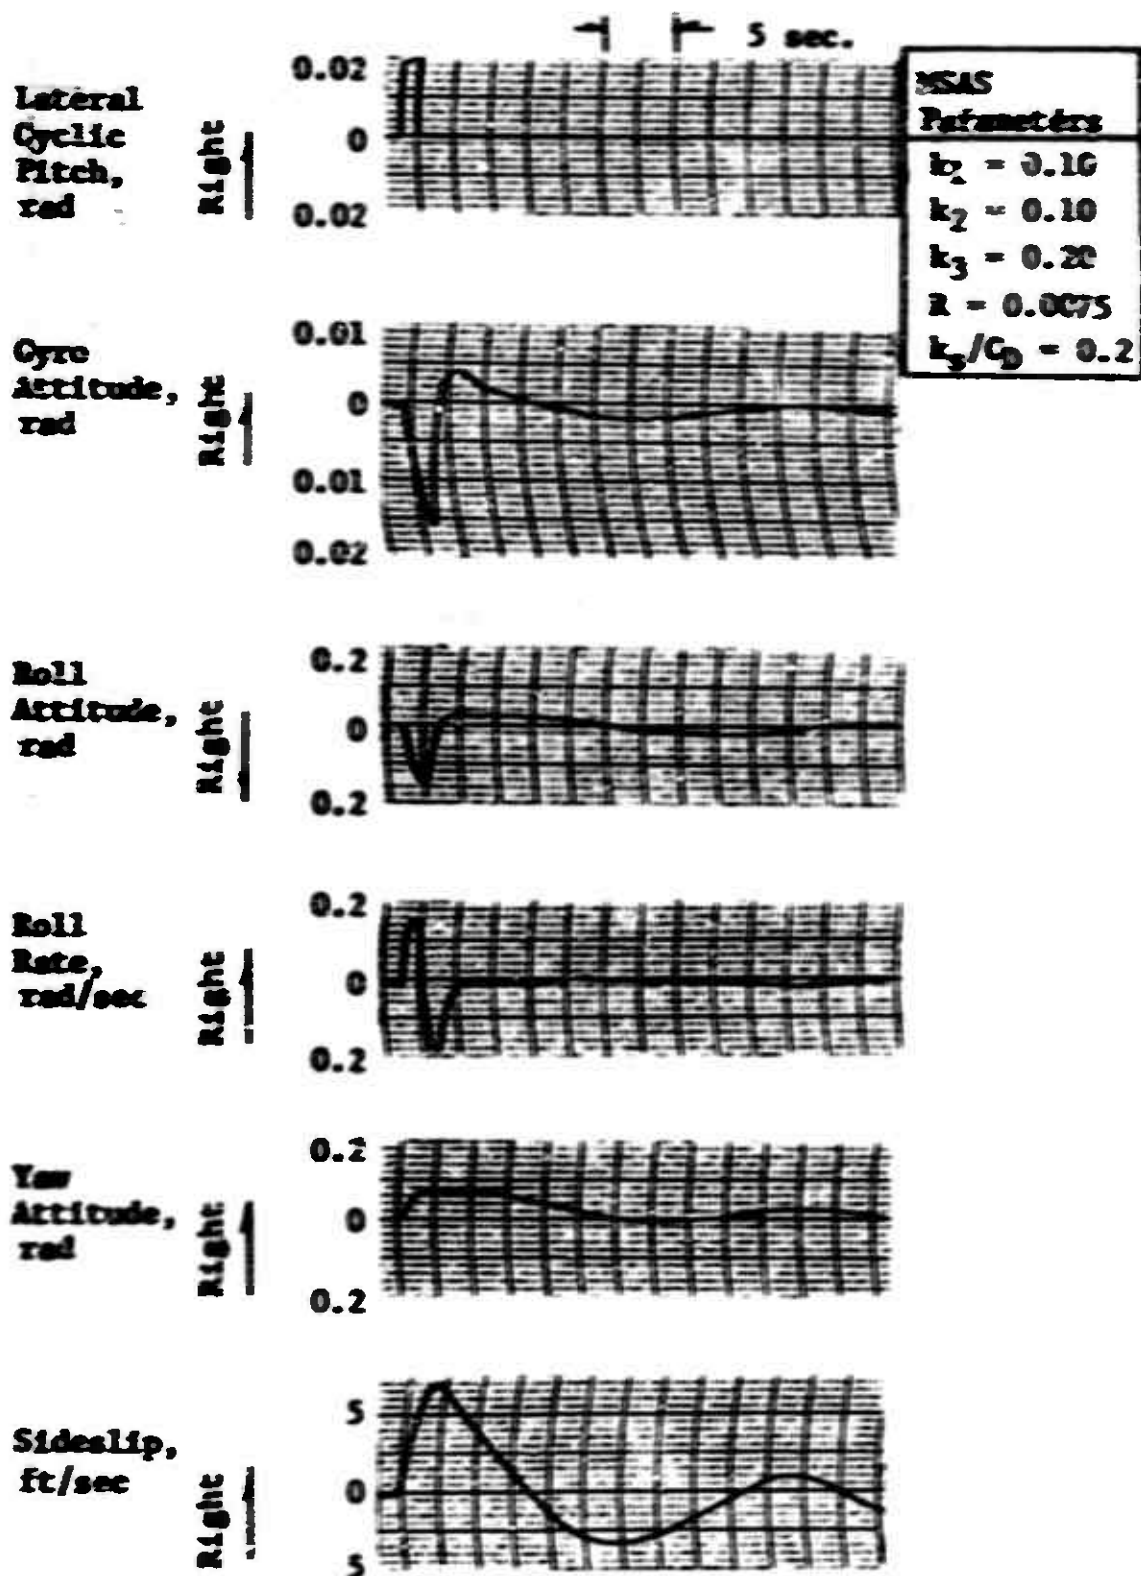 5 sec.
0.02
0
0.02
Lateral
Cyclic
Pitch,
rad
Right
MSAS
Parameters
k1 = 0.10
k2 = 0.10
k3 = 0.20
R = 0.0075
ks/CD = 0.2
Gyro
Attitude,
rad
Right
0.01
0
0.01
0.02
Roll
Attitude,
rad
Right
0.2
0
0.2
Roll
Rate,
rad/sec
Right
0.2
0
0.2
Yaw
Attitude,
rad
Right
0.2
0
0.2
Sideslip,
ft/sec
Right
5
0
5